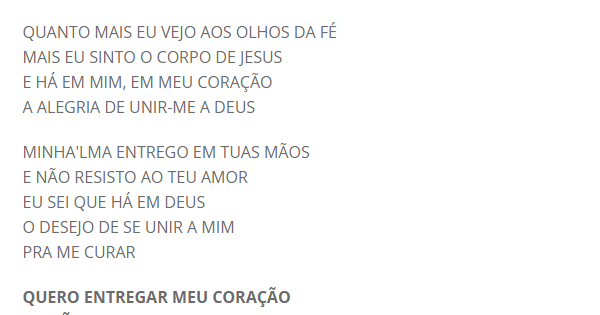 QUANTO MAIS EU VEJO AOS OLHOS DA FÉ
MAIS EU SINTO O CORPO DE JESUS
E HÁ EM MIM, EM MEU CORAÇÃO
A ALEGRIA DE UNIR-ME A DEUS
MINHA'LMA ENTREGO EM TUAS MÃOS
E NÃO RESISTO AO TEU AMOR
EU SEI QUE HÁ EM DEUS
O DESEJO DE SE UNIR A MIM
PRA ME CURAR
QUERO ENTREGAR MEU CORAÇÃO